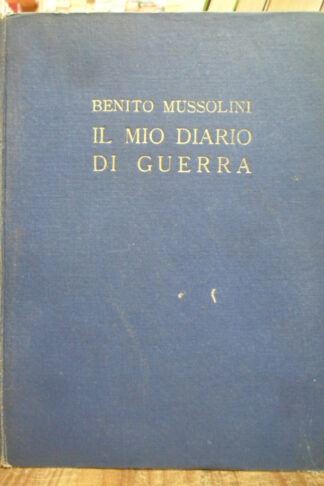 BENITO MUSSOLINI
IL MIO DIARIO
DI GUERRA